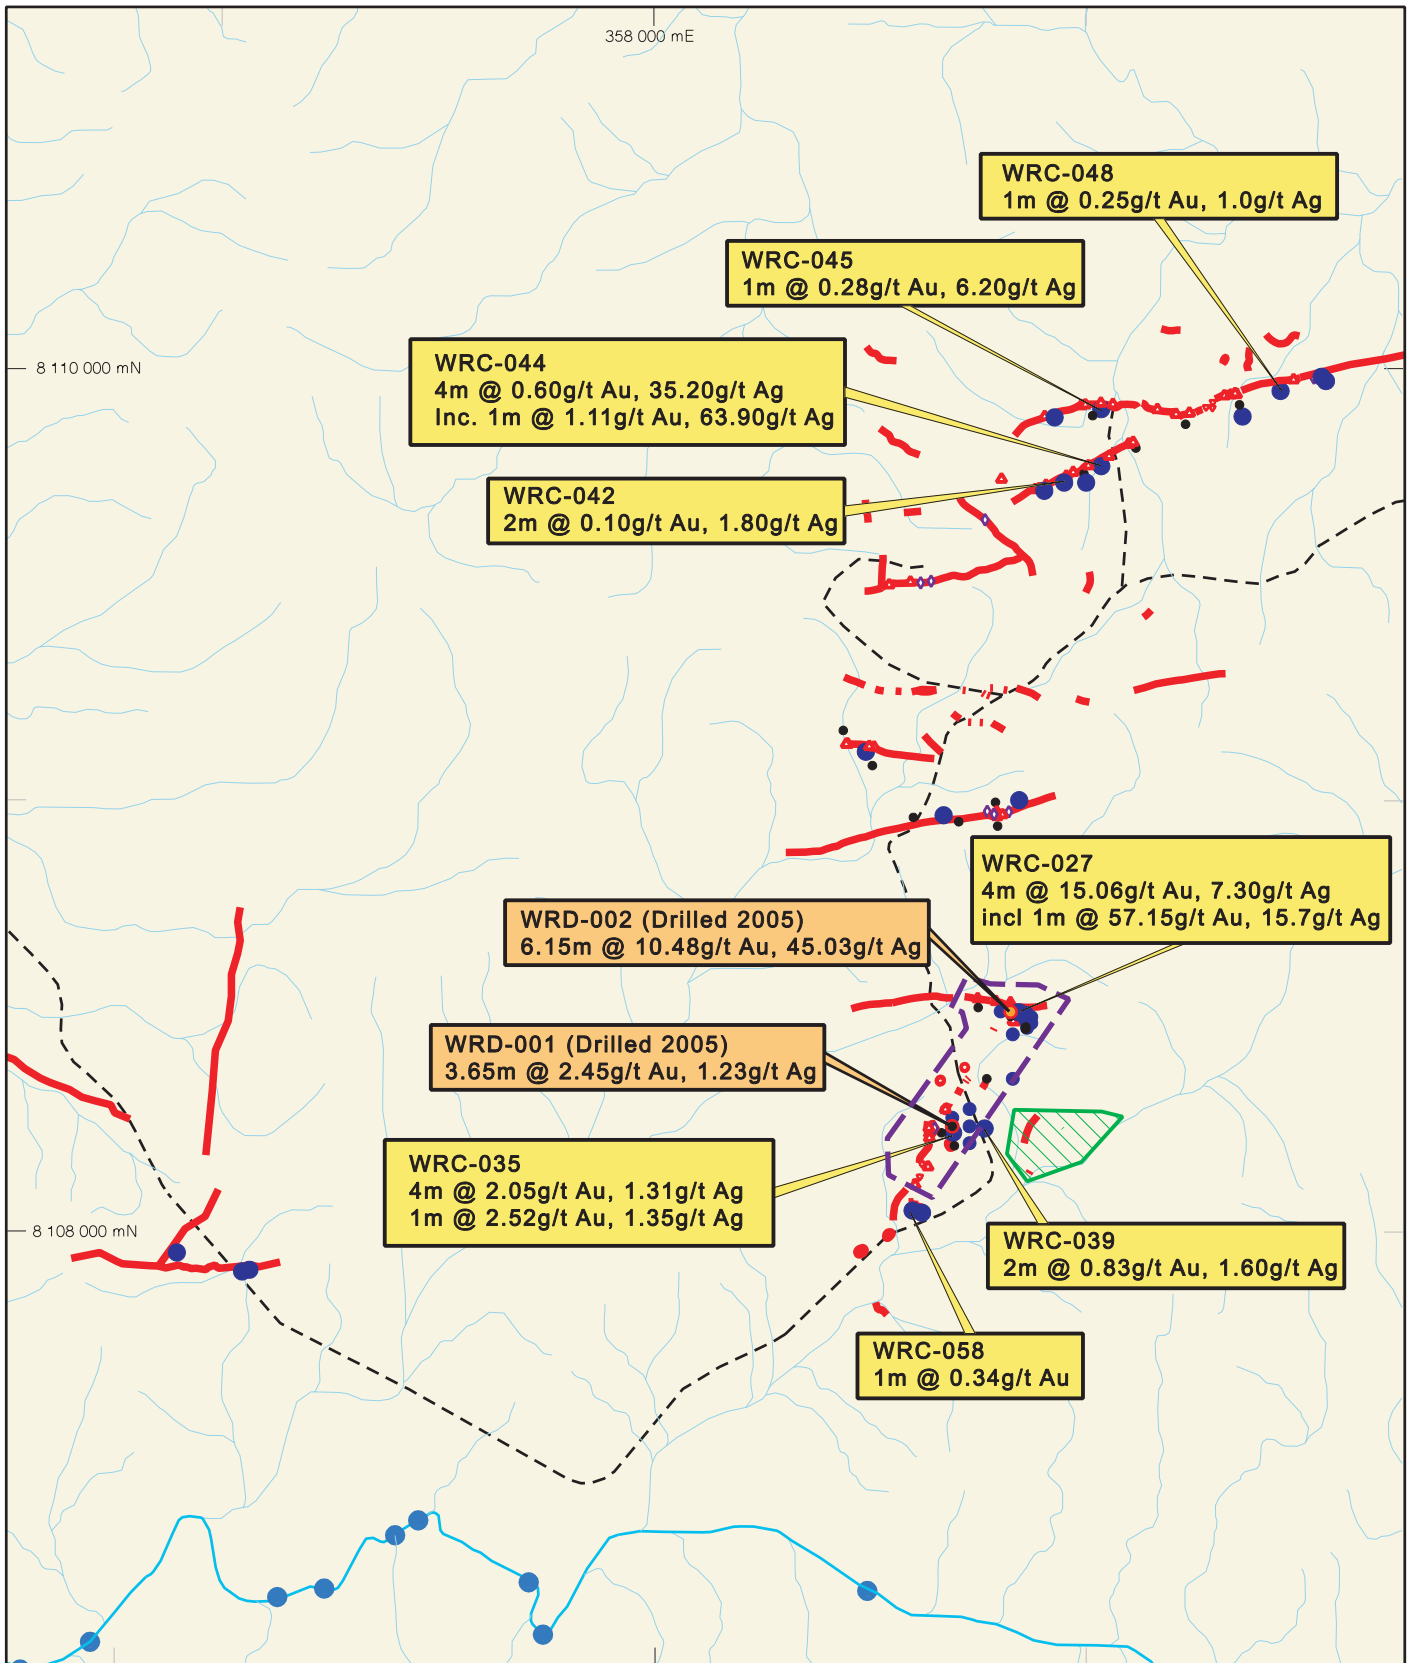 358 000 mE
WRC-048
1m @ 0.25g/t Au, 1.0g/t Ag
WRC-045
1m @ 0.28g/t Au, 6.20g/t Ag
WRC-044
4m @ 0.60g/t Au, 35.20g/t Ag
Inc. 1m @ 1.11g/t Au, 63.90g/t Ag
8 110 000 mN
WRC-042
2m @ 0.10g/t Au, 1.80g/t Ag
WRC-027
4m @ 15.06g/t Au, 7.30g/t Ag
incl 1m @ 57.15g/t Au, 15.7g/t Ag
WRD-002 (Drilled 2005)
6.15m @ 10.48g/t Au, 45.03g/t Ag
WRD-001 (Drilled 2005)
3.65m @ 2.45g/t Au, 1.23g/t Ag
WRC-035
4m @ 2.05g/t Au, 1.31g/t Ag
1m @ 2.52g/t Au, 1.35g/t Ag
8 108 000 mN
WRC-039
2m @ 0.83g/t Au, 1.60g/t Ag
WRC-058
1m @ 0.34g/t Au